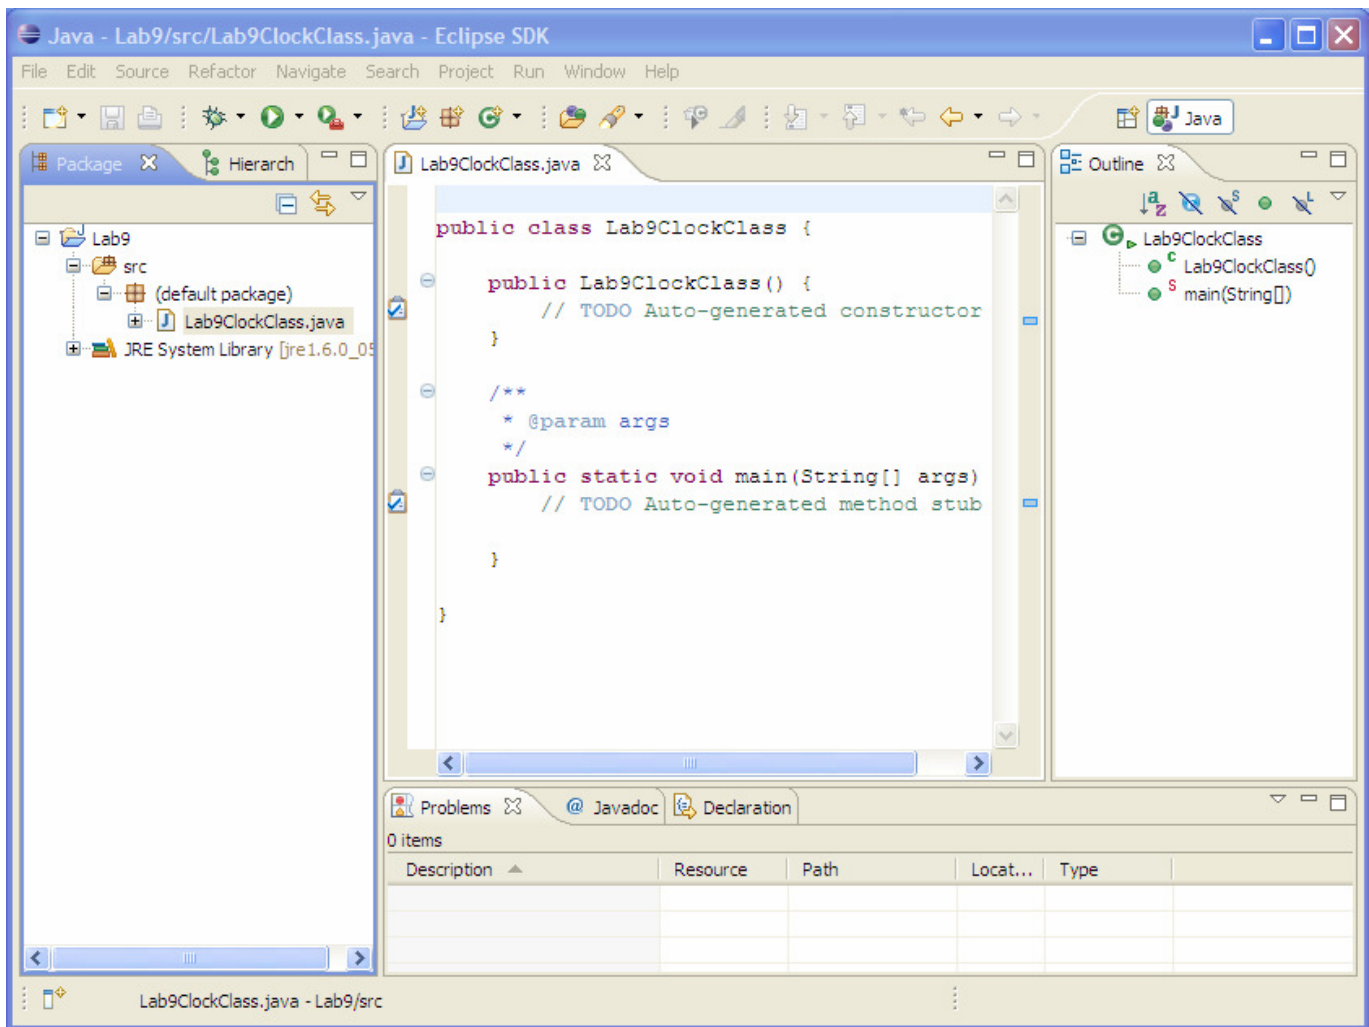 Java - Lab9/src/Lab9ClockClass.java - Eclipse SDK
File Edit Source Refactor Navigate Search Project Run Window Help
Java
Package
Hierarch
Lab9
src
(default package)
Lab9ClockClass.java
JRE System Library [jre1.6.0_05
Lab9ClockClass.java
public class Lab9ClockClass {
public Lab9ClockClass() {
// TODO Auto-generated constructor
}
/**
* @param args
*/
public static void main(String[] args)
// TODO Auto-generated method stub
}
}
Outline
Lab9ClockClass
Lab9ClockClass()
main(String[])
Problems @ Javadoc Declaration
0 items
Description Resource Path Locat... Type
Lab9ClockClass.java - Lab9/src